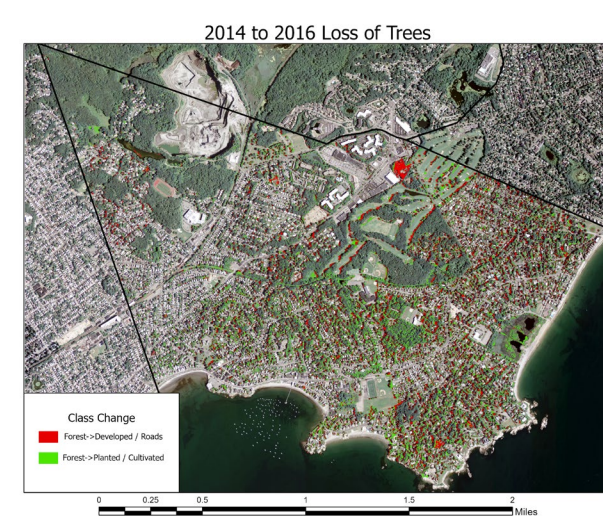 2014 to 2016 Loss of Trees
Class Change
Forest->Developed / Roads
Forest->Planted / Cultivated
0 0.25 0.5 1 1.5 2
Miles